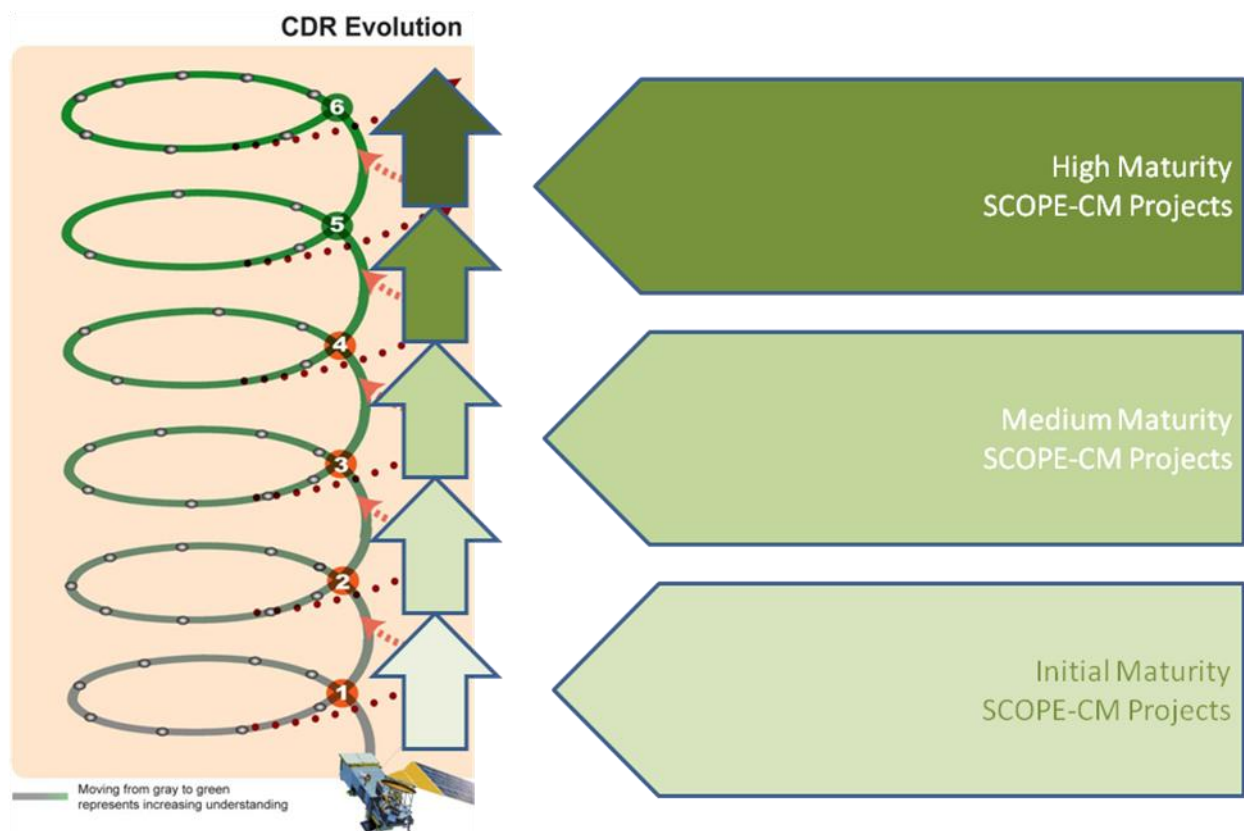 CDR Evolution
6
5
4
3
2
1
Moving from gray to green
represents increasing understanding
High Maturity
SCOPE-CM Projects
Medium Maturity
SCOPE-CM Projects
Initial Maturity
SCOPE-CM Projects